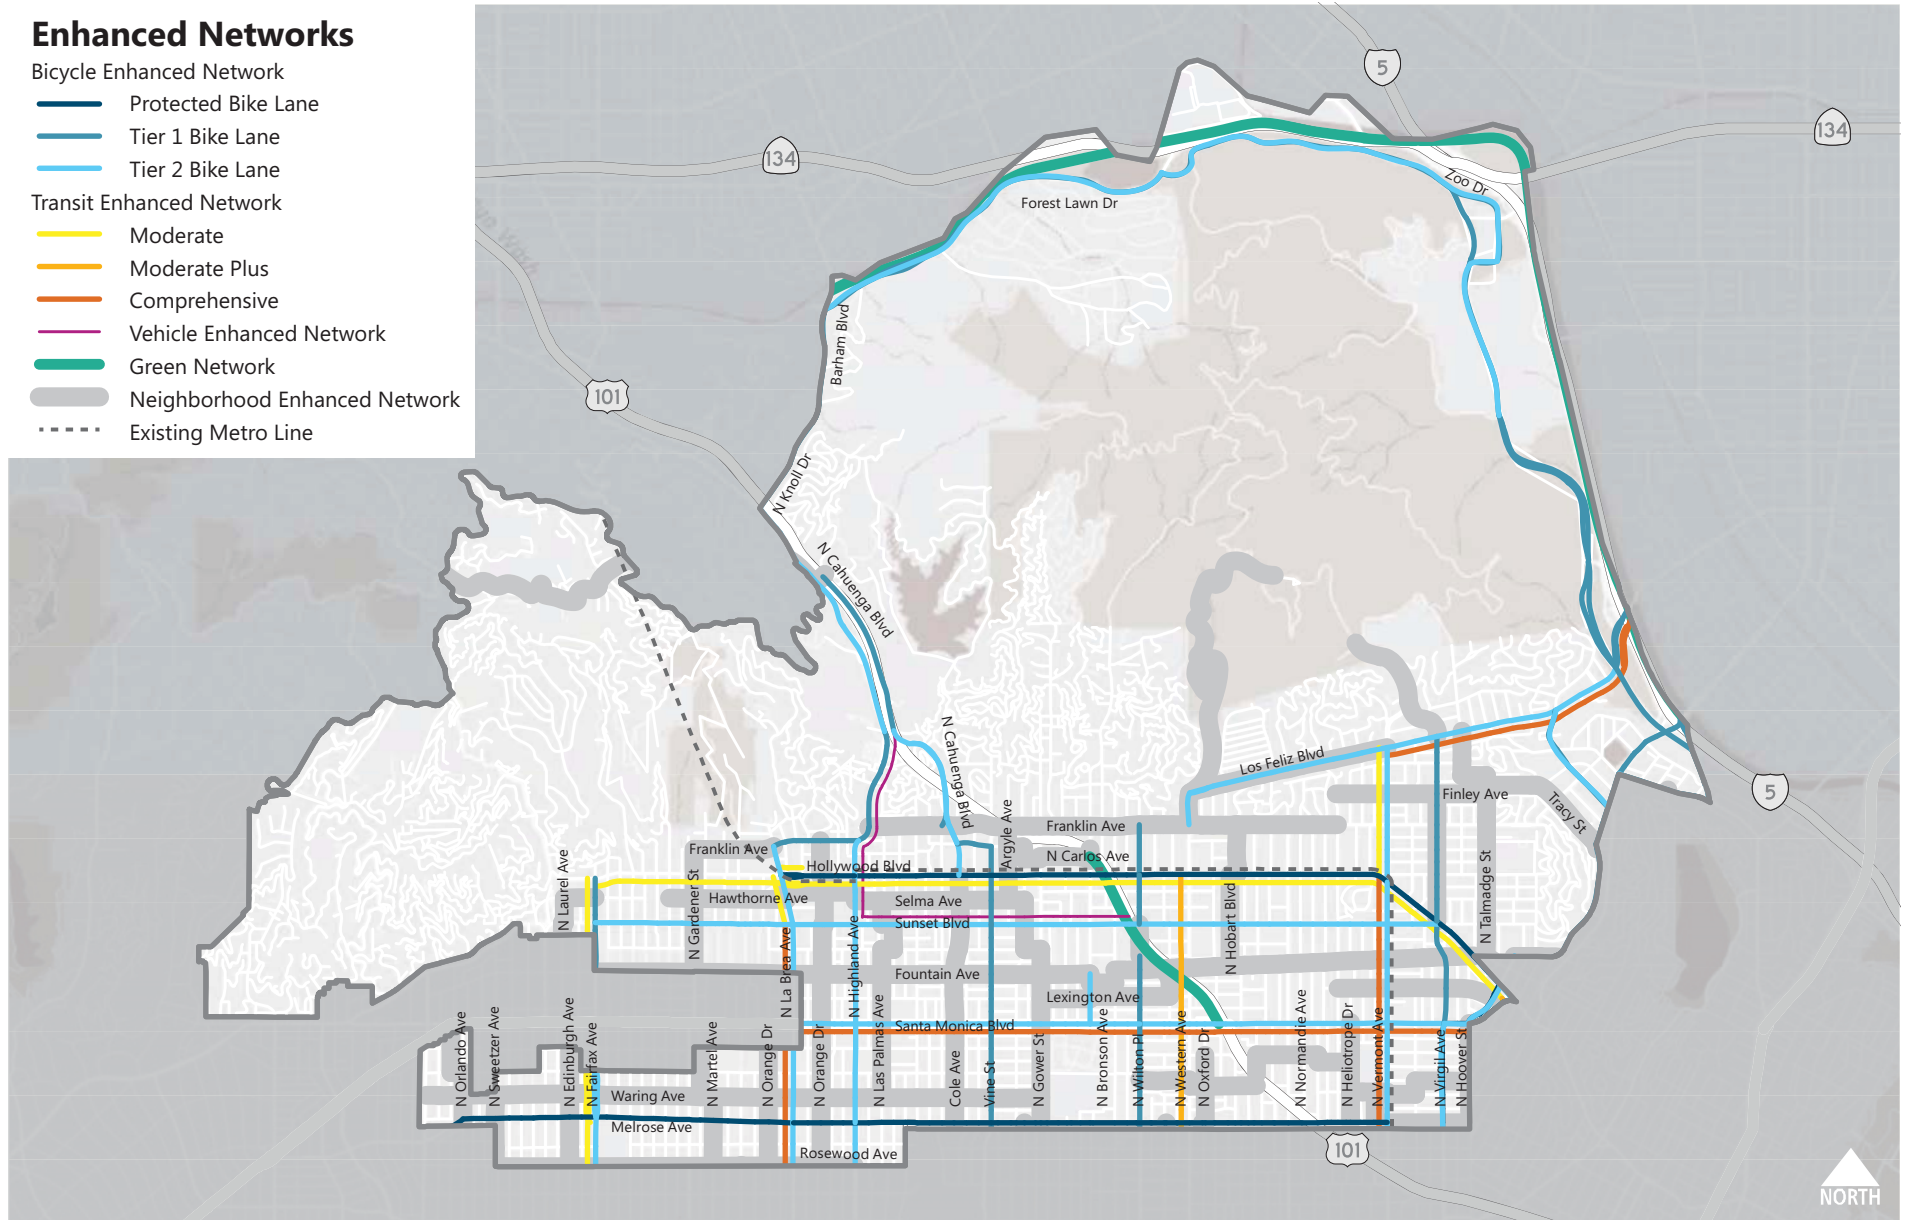 Enhanced Networks
Bicycle Enhanced Network
Protected Bike Lane
Tier 1 Bike Lane
Tier 2 Bike Lane
Transit Enhanced Network
Moderate
Moderate Plus
Comprehensive
Vehicle Enhanced Network
Green Network
Neighborhood Enhanced Network
Existing Metro Line
5
134
134
Zoo Dr
Forest Lawn Dr
Barham Blvd
101
N Knoll Dr
N Cahuenga Blvd
N Cahuenga Blvd
Los Feliz Blvd
5
Finley Ave
Tracy St
Argyle Ave
Franklin Ave
Franklin Ave
N Carlos Ave
Hollywood Blvd
N Laurel Ave
N Gardener St
Hawthorne Ave
Selma Ave
Sunset Blvd
N Hobart Blvd
N Talmadge St
N La Brea Ave
N Highland Ave
Fountain Ave
Lexington Ave
Santa Monica Blvd
N Orlando Ave
N Sweetzer Ave
N Edinburgh Ave
N Fairfax Ave
N Martel Ave
N Orange Dr
N Orange Dr
N Las Palmas Ave
Cole Ave
Vine St
N Gower St
N Bronson Ave
N Wilton Pl
N Western Ave
N Oxford Dr
N Normandie Ave
N Heliotrope Dr
N Vermont Ave
N Virgil Ave
N Hoover St
Waring Ave
Melrose Ave
Rosewood Ave
101
NORTH